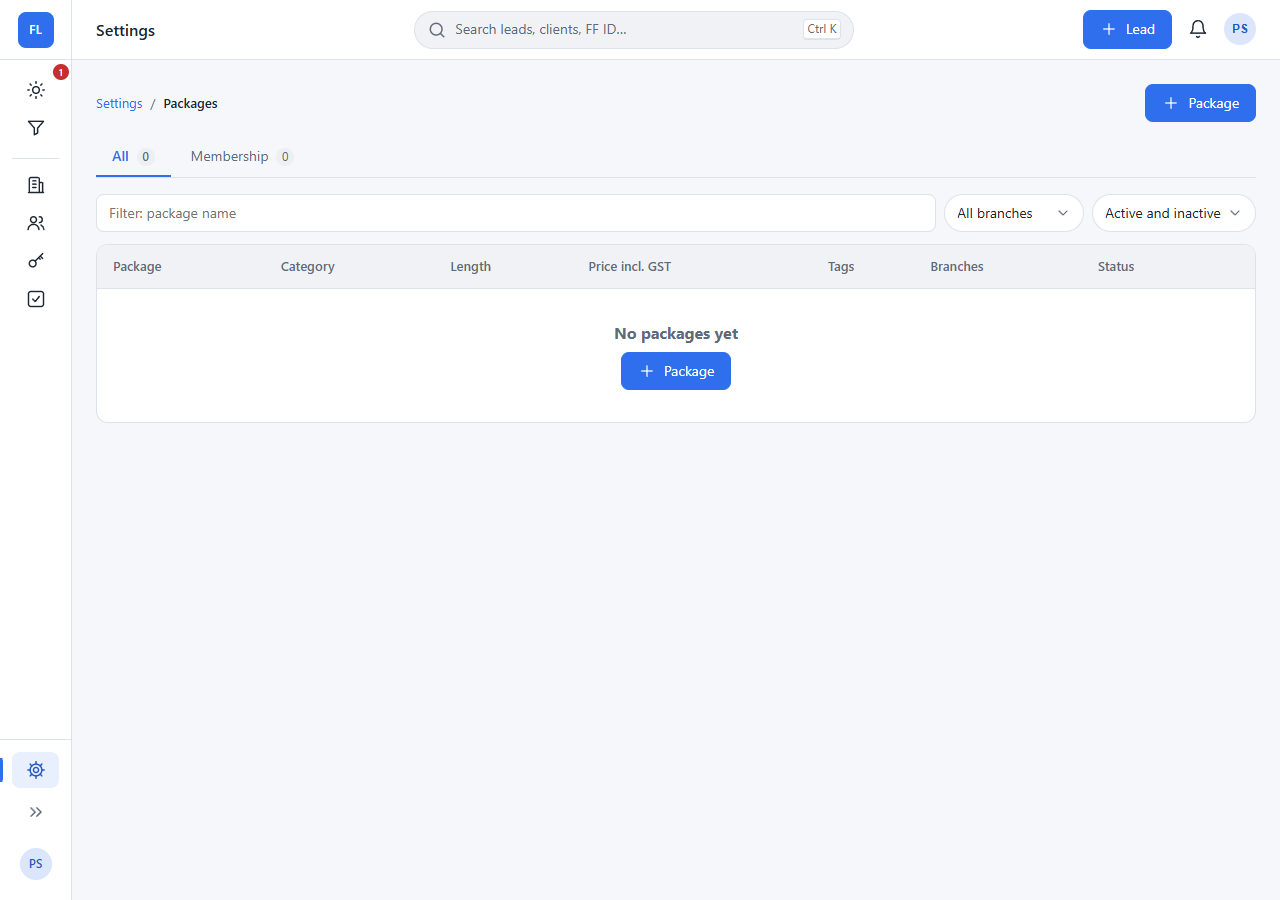 FL
Settings
Search leads, clients, FF ID...
Ctrl K
Lead
PS
1
Settings / Packages
Package
All 0
Membership 0
Filter: package name
All branches
Active and inactive
Package Category Length Price incl. GST Tags Branches Status
No packages yet
Package
PS